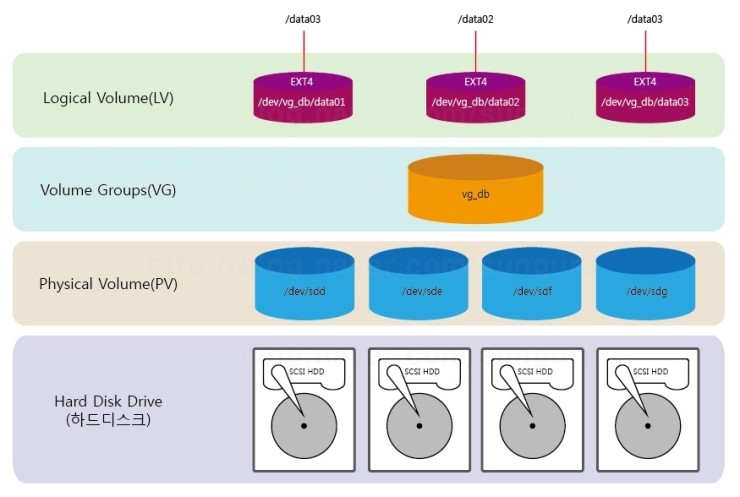 /data03
/data02
/data03
Logical Volume(LV)
EXT4
EXT4
EXT4
/dev/vg_db/data01
/dev/vg_db/data02
/dev/vg_db/data03
Volume Groups(VG)
vg_db
Physical Volume(PV)
/dev/sdd
/dev/sde
/dev/sdf
/dev/sdg
SCSI HDD
SCSI HDD
SCSI HDD
SCSI HDD
Hard Disk Drive
(하드디스크)